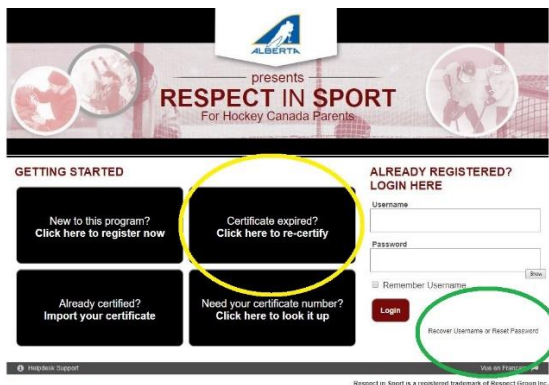 ALBERTA
presents
RESPECT IN SPORT
For Hockey Canada Parents
GETTING STARTED
New to this program?
Click here to register now
Certificate expired?
Click here to re-certify
Already certified?
Import your certificate
Need your certificate number?
Click here to look it up
ALREADY REGISTERED?
LOGIN HERE
Username
Password
Show
Remember Username
Login
Recover Username or Reset Password
Helpdesk Support
Vue en Français
Respect in Sport is a registered trademark of Respect Group Inc.